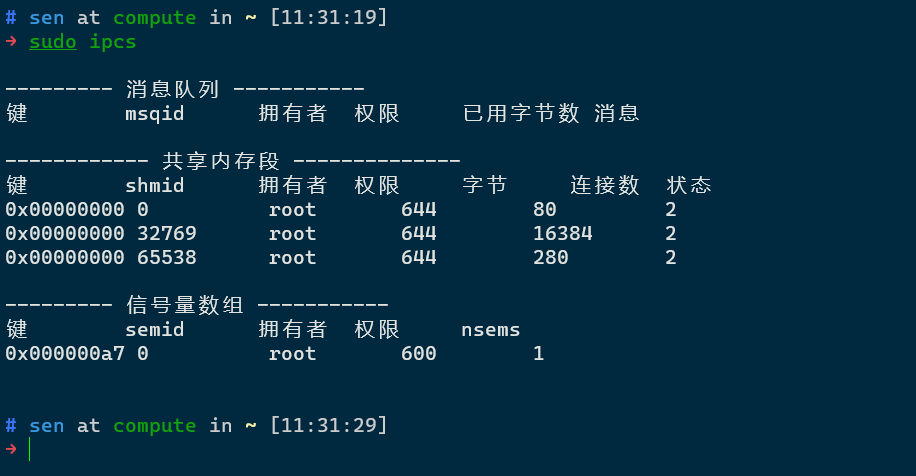 # sen at compute in ~ [11:31:19]
→ sudo ipcs
--------- 消息队列 -----------
键        msqid      拥有者  权限     已用字节数 消息
------------ 共享内存段 --------------
键        shmid      拥有者  权限     字节     连接数  状态
0x00000000 0          root       644        80         2
0x00000000 32769      root       644        16384      2
0x00000000 65538      root       644        280        2
--------- 信号量数组 -----------
键        semid      拥有者  权限     nsems
0x000000a7 0          root       600        1
# sen at compute in ~ [11:31:29]
→